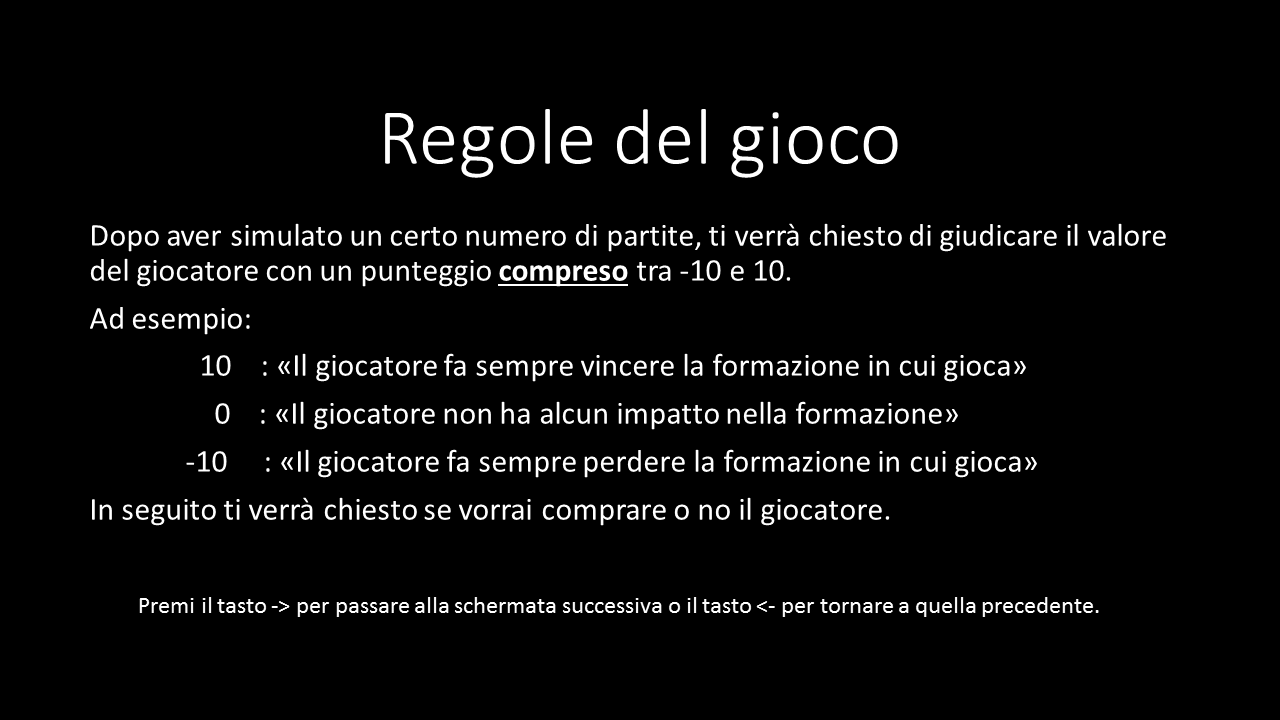 Regole del gioco
Dopo aver simulato un certo numero di partite, ti verrà chiesto di giudicare il valore
del giocatore con un punteggio compreso tra -10 e 10.
Ad esempio:
10 : «Il giocatore fa sempre vincere la formazione in cui gioca»
0 : «Il giocatore non ha alcun impatto nella formazione»
-10 : «Il giocatore fa sempre perdere la formazione in cui gioca»
In seguito ti verrà chiesto se vorrai comprare o no il giocatore.
Premi il tasto -> per passare alla schermata successiva o il tasto <- per tornare a quella precedente.